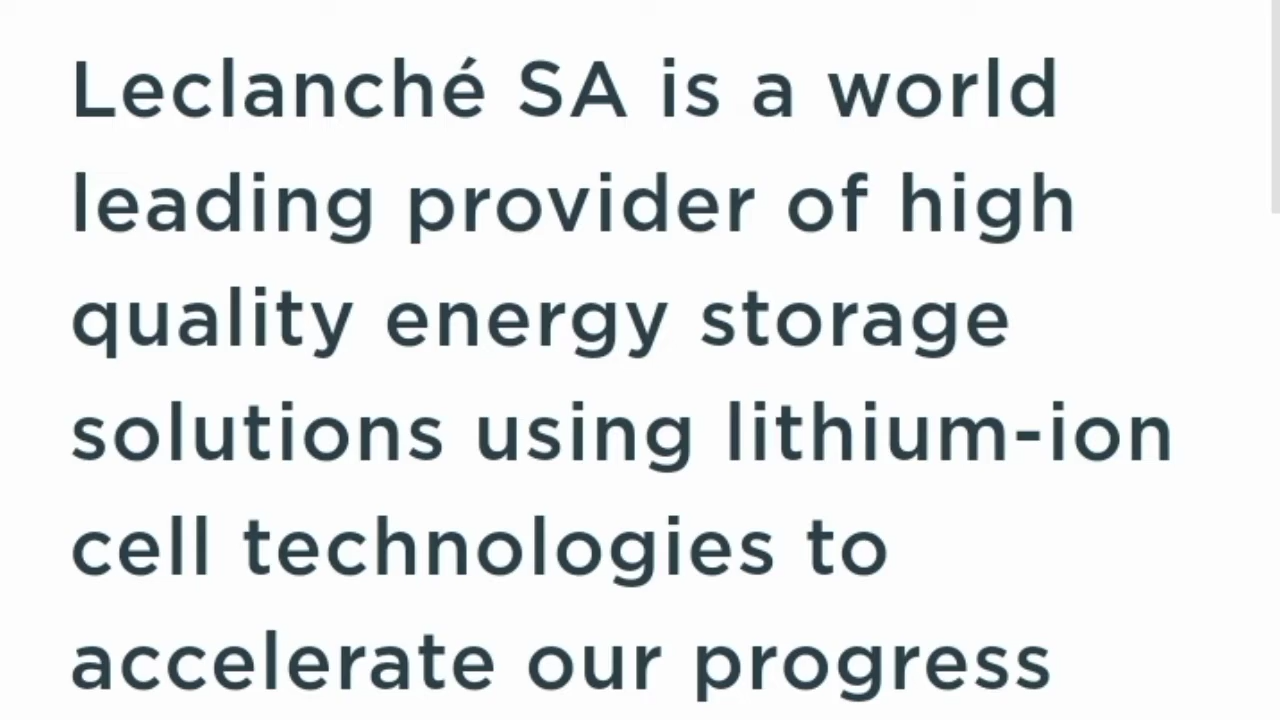 Leclanché SA is a world
leading provider of high
quality energy storage
solutions using lithium-ion
cell technologies to
accelerate our progress